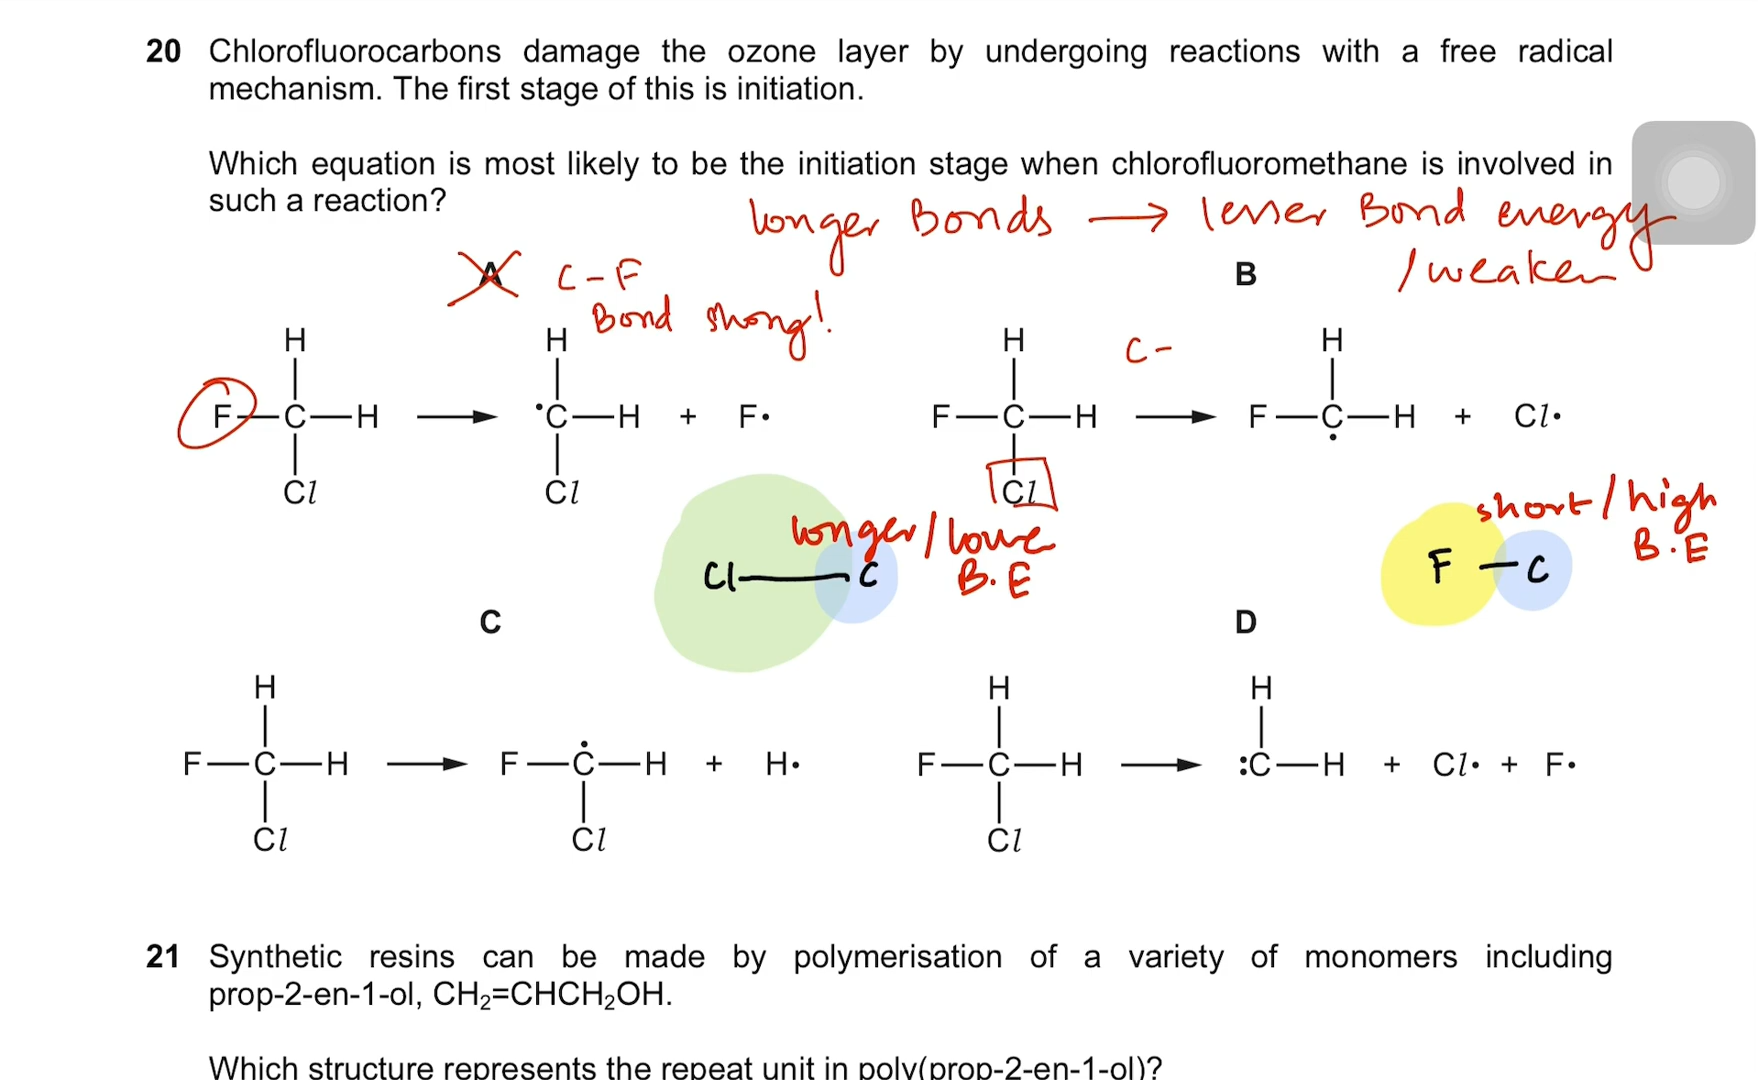 20 Chlorofluorocarbons damage the ozone layer by undergoing reactions with a free radical
mechanism. The first stage of this is initiation.
Which equation is most likely to be the initiation stage when chlorofluoromethane is involved in
such a reaction?
longer Bonds → lesser Bond energy
/weaker
A C-F
Bond strong!
B
H H H C- H
F—C—H → •C—H + F• F—C—H → F—C—H + Cl•
•
Cl Cl Cl
short/high
B.E
longer/lower
Cl—C B.E
F—C
C D
H H H
•
F—C—H → F—C—H + H• F—C—H → :C—H + Cl• + F•
Cl Cl Cl
21 Synthetic resins can be made by polymerisation of a variety of monomers including
prop-2-en-1-ol, CH₂=CHCH₂OH.
Which structure represents the repeat unit in poly(prop-2-en-1-ol)?